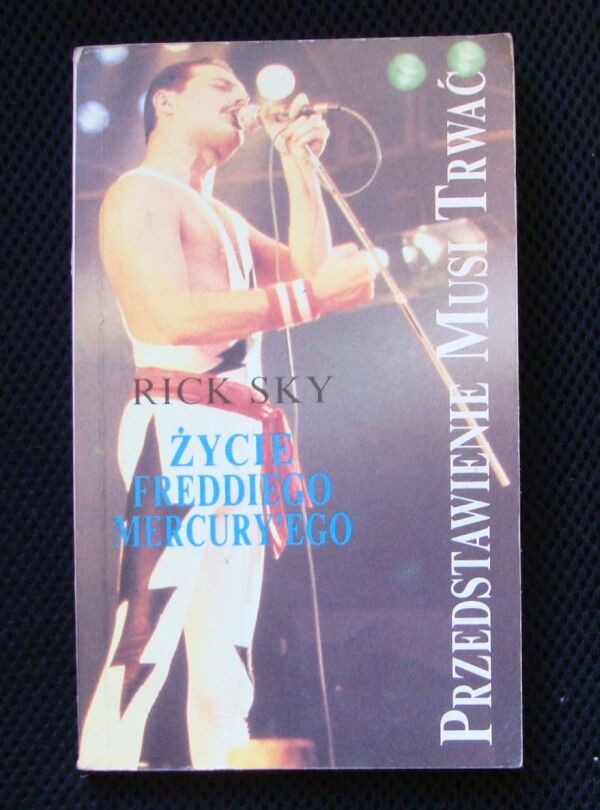 RICK SKY
ŻYCIE
FREDDIEGO
MERCURY'EGO
PRZEDSTAWIENIE MUSI TRWAĆ